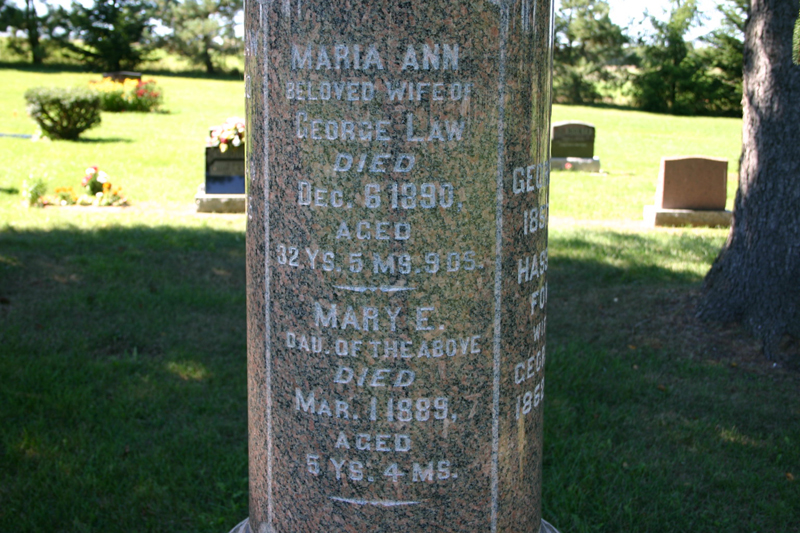 MARIA ANN
BELOVED WIFE OF
GEORGE LAW
DIED
DEC. 6 1890,
AGED
32 YS. 5 MS. 9 DS.
MARY E.
DAU. OF THE ABOVE
DIED
MAR. 1 1889,
AGED
5 YS. 4 MS.